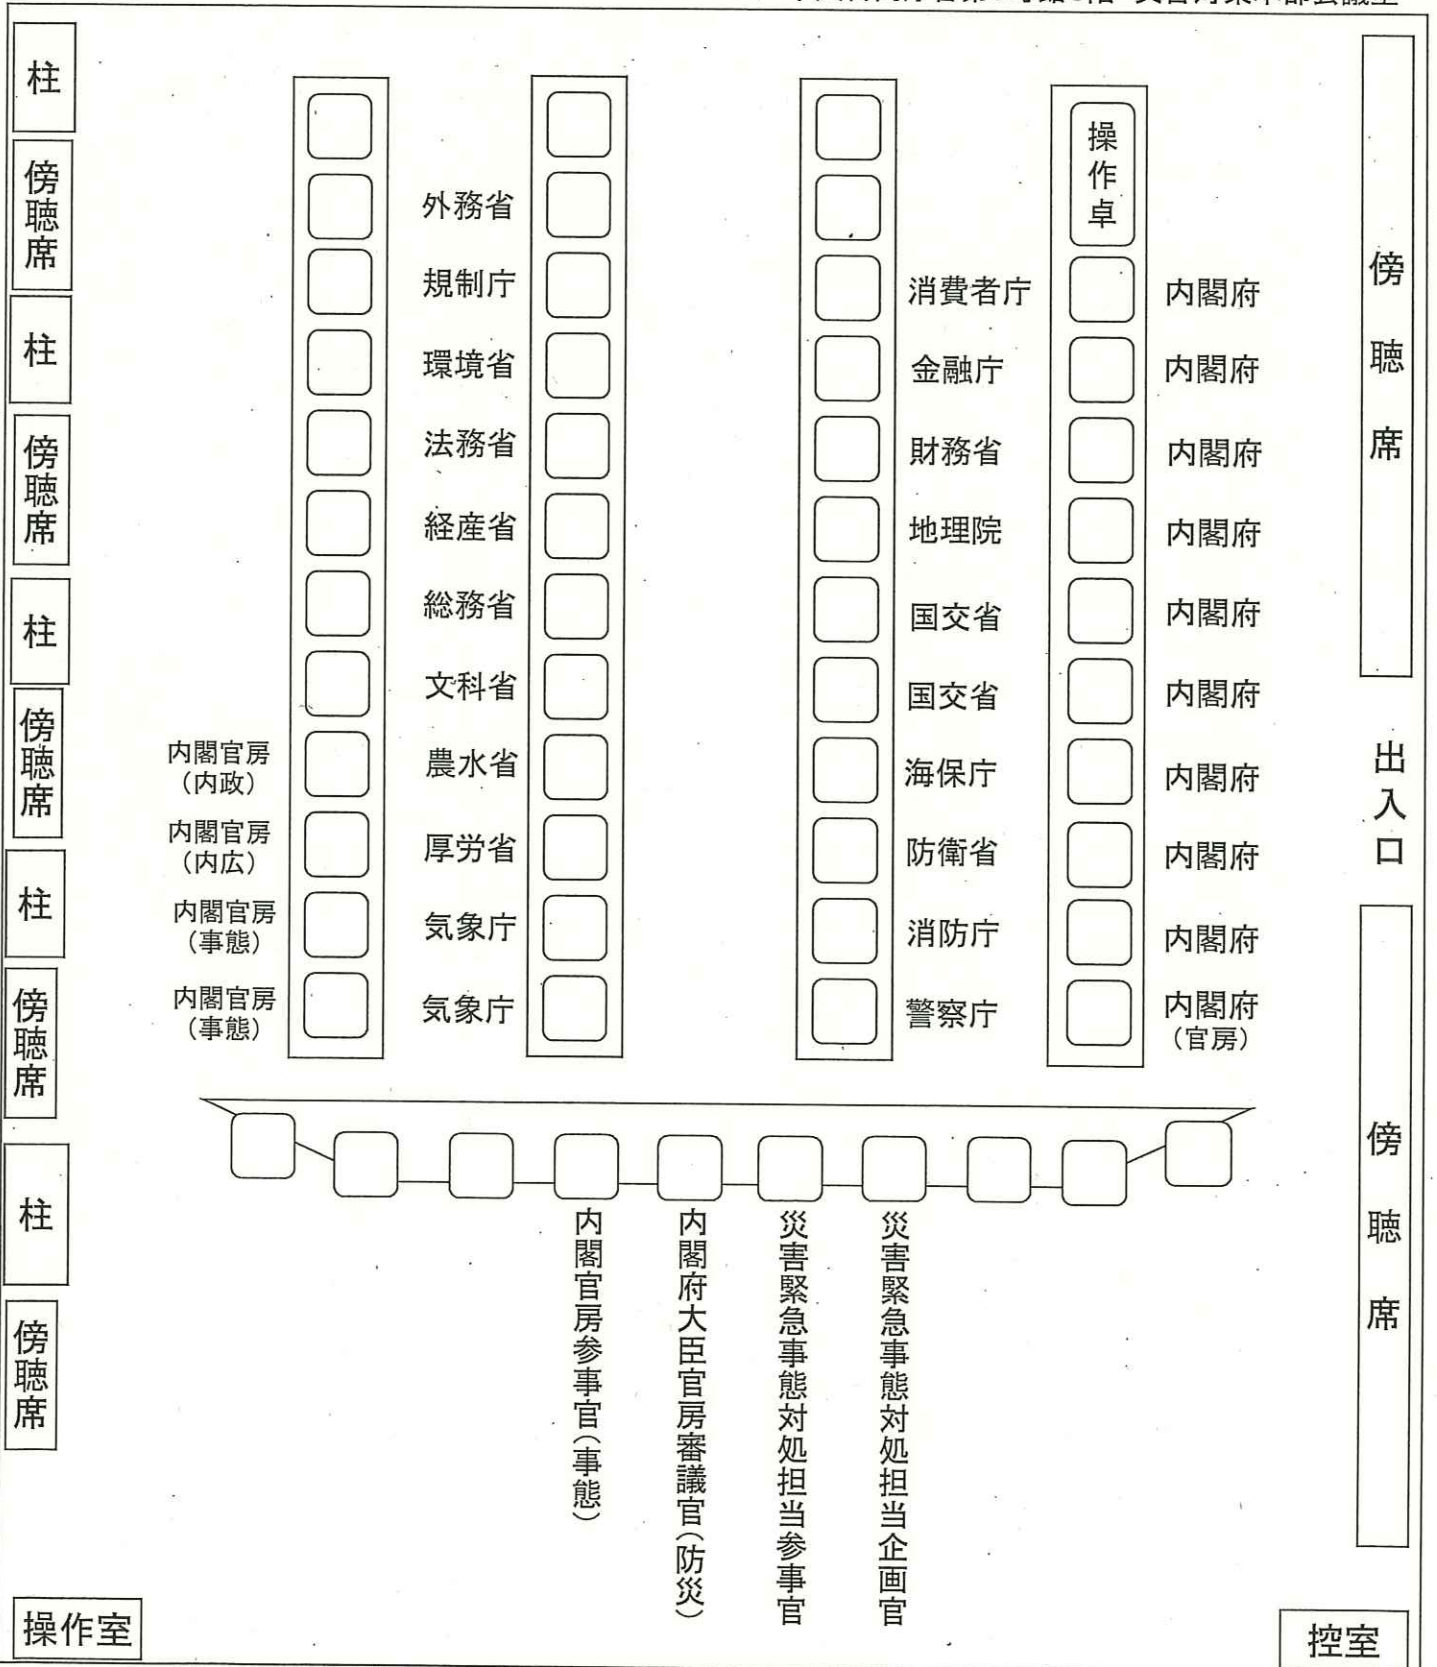 柱
傍聴席
柱
傍聴席
柱
傍聴席
柱
傍聴席
柱
傍聴席
操作室
内閣官房
（内政）
内閣官房
（内広）
内閣官房
（事態）
内閣官房
（事態）
外務省
規制庁
環境省
法務省
経産省
総務省
文科省
農水省
厚労省
気象庁
気象庁
消費者庁
金融庁
財務省
地理院
国交省
国交省
海保庁
防衛省
消防庁
警察庁
操作卓
内閣府
内閣府
内閣府
内閣府
内閣府
内閣府
内閣府
内閣府
内閣府
内閣府
（官房）
傍聴席
出入口
傍聴席
内閣官房参事官（事態）
内閣府大臣官房審議官（防災）
災害緊急事態対処担当参事官
災害緊急事態対処担当企画官
控室